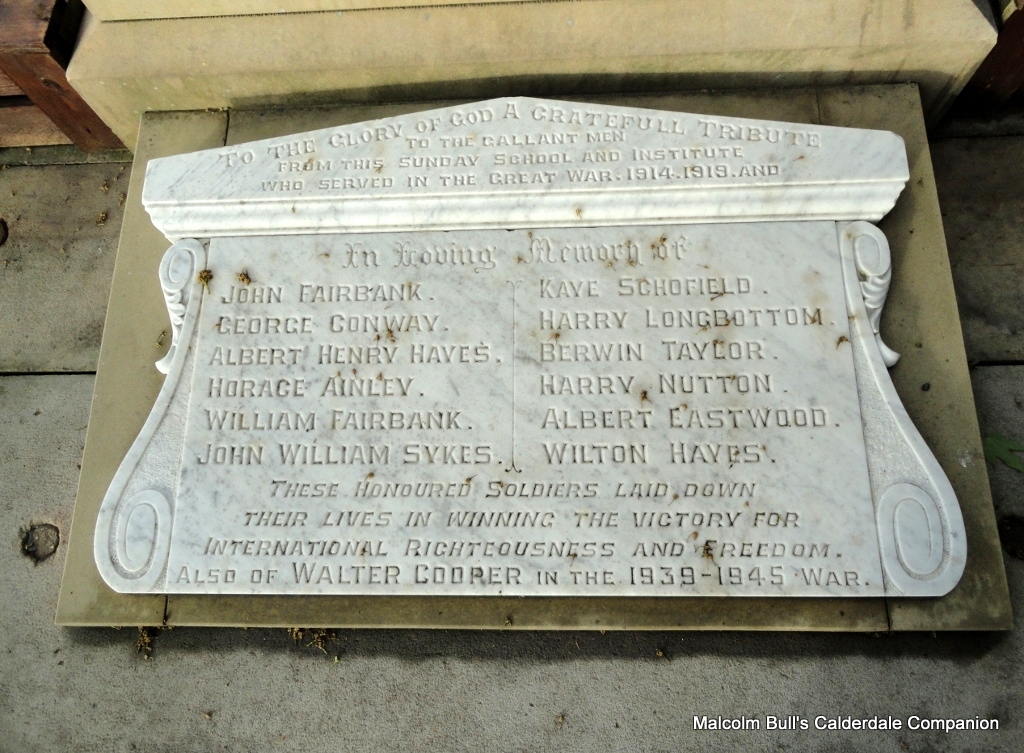 TO THE GLORY OF GOD A GRATEFULL TRIBUTE
TO THE GALLANT MEN
FROM THIS SUNDAY SCHOOL AND INSTITUTE
WHO SERVED IN THE GREAT WAR. 1914-1919. AND
In Loving Memory of
JOHN FAIRBANK.
GEORGE CONWAY.
ALBERT HENRY HAYES.
HORACE AINLEY.
WILLIAM FAIRBANK.
JOHN WILLIAM SYKES.
KAYE SCHOFIELD.
HARRY LONGBOTTOM.
BERWIN TAYLOR.
HARRY NUTTON.
ALBERT EASTWOOD.
WILTON HAYES.
THESE HONOURED SOLDIERS LAID DOWN
THEIR LIVES IN WINNING THE VICTORY FOR
INTERNATIONAL RIGHTEOUSNESS AND FREEDOM.
ALSO OF WALTER COOPER IN THE 1939-1945 WAR.
Malcolm Bull's Calderdale Companion